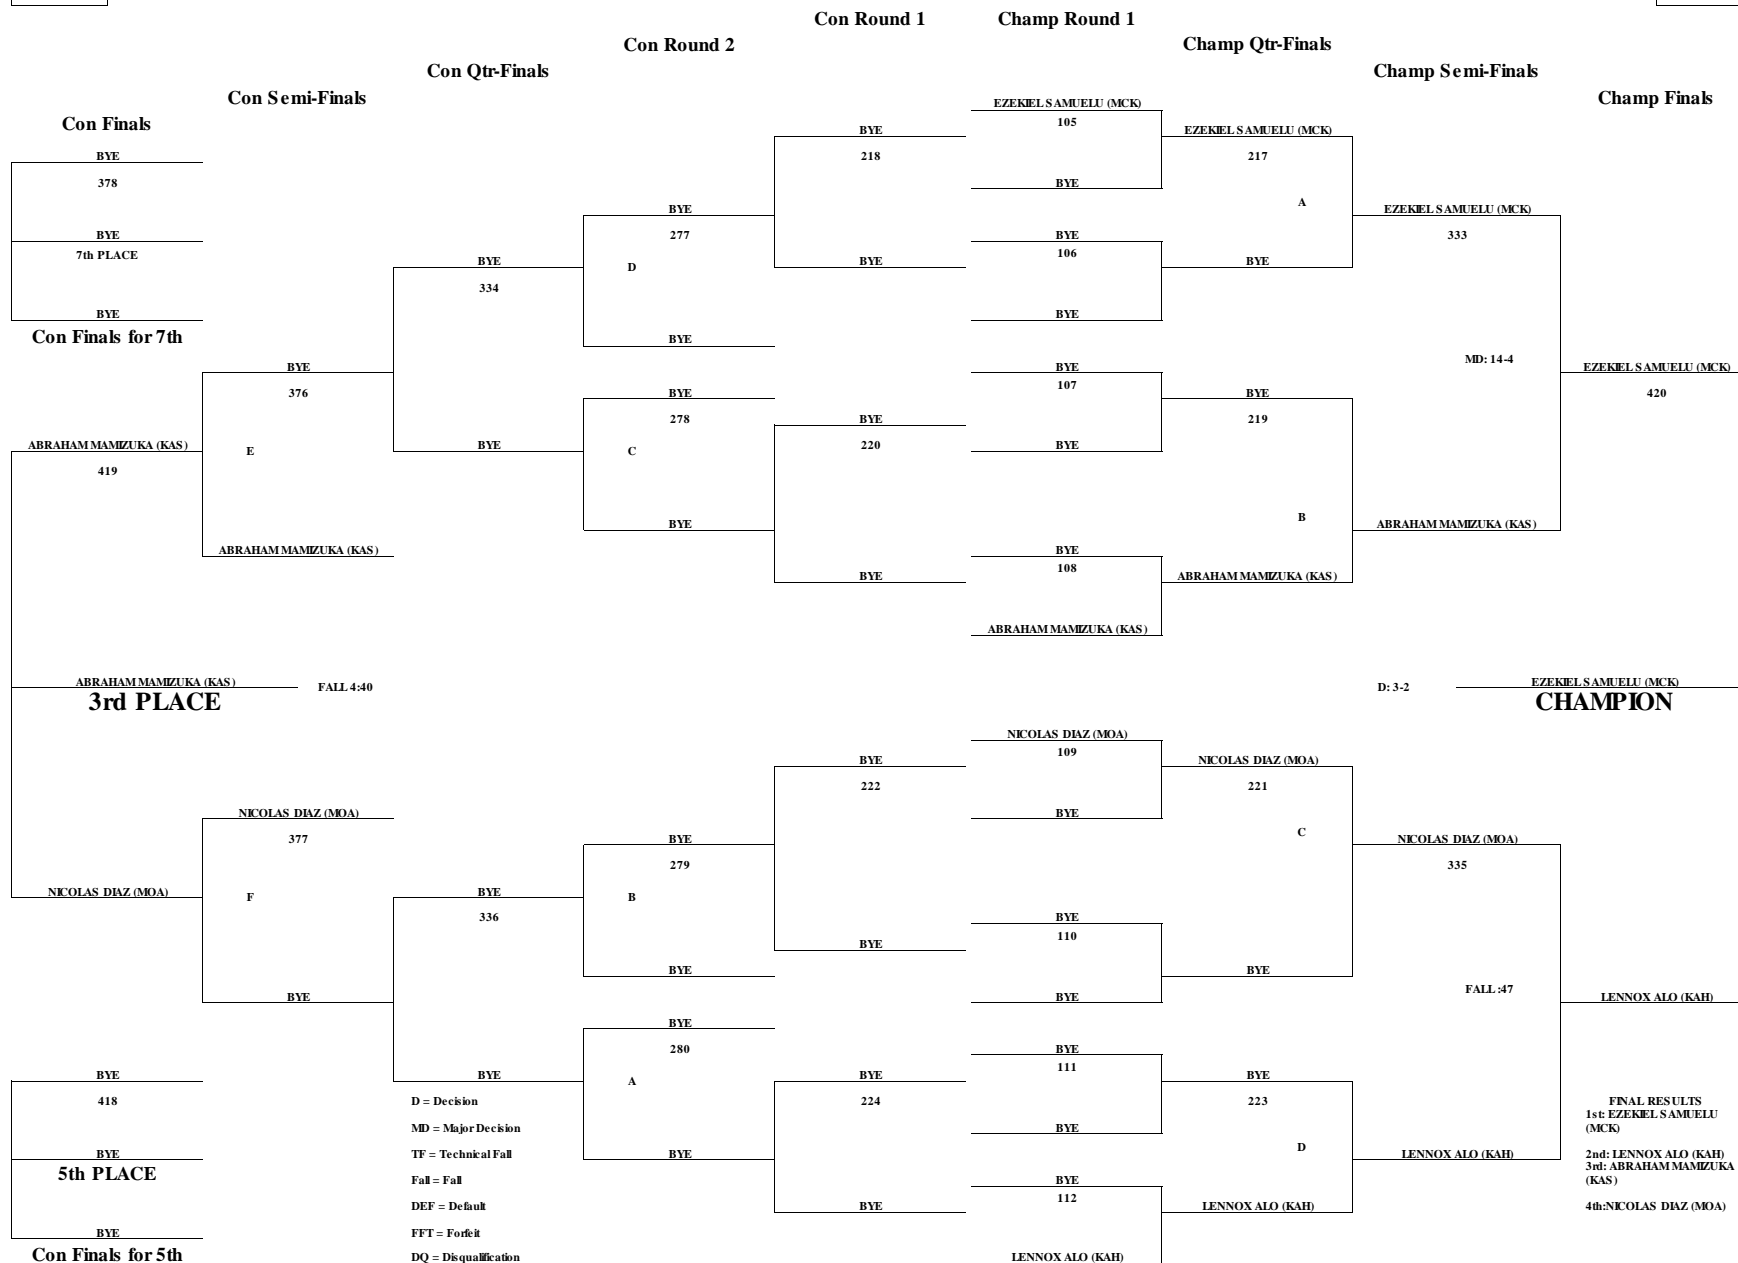 Con Round 1
Champ Round 1
Con Round 2
Champ Qtr-Finals
Con Qtr-Finals
Champ Semi-Finals
Con Semi-Finals
Champ Finals
EZEKIEL SAMUELU (MCK)
Con Finals
105
BYE
EZEKIEL SAMUELU (MCK)
BYE
218
217
378
BYE
BYE
A
EZEKIEL SAMUELU (MCK)
BYE
BYE
277
333
7th PLACE
106
BYE
D
BYE
BYE
334
BYE
BYE
Con Finals for 7th
BYE
MD: 14-4
BYE
BYE
EZEKIEL SAMUELU (MCK)
376
107
420
BYE
BYE
278
BYE
219
ABRAHAM MAMIZUKA (KAS)
E
BYE
C
220
BYE
419
BYE
B
ABRAHAM MAMIZUKA (KAS)
ABRAHAM MAMIZUKA (KAS)
BYE
108
BYE
ABRAHAM MAMIZUKA (KAS)
ABRAHAM MAMIZUKA (KAS)
ABRAHAM MAMIZUKA (KAS)
FALL 4:40
D: 3-2
EZEKIEL SAMUELU (MCK)
3rd PLACE
CHAMPION
NICOLAS DIAZ (MOA)
109
BYE
NICOLAS DIAZ (MOA)
222
221
NICOLAS DIAZ (MOA)
BYE
377
BYE
C
NICOLAS DIAZ (MOA)
279
335
NICOLAS DIAZ (MOA)
F
BYE
B
336
BYE
110
BYE
BYE
BYE
FALL :47
BYE
BYE
LENNOX ALO (KAH)
BYE
280
BYE
111
BYE
BYE
A
BYE
BYE
418
D = Decision
224
223
FINAL RESULTS
1st: EZEKIEL SAMUELU
(MCK)
MD = Major Decision
BYE
BYE
TF = Technical Fall
BYE
D
LENNOX ALO (KAH)
2nd: LENNOX ALO (KAH)
5th PLACE
3rd: ABRAHAM MAMIZUKA
(KAS)
Fall = Fall
BYE
112
DEF = Default
BYE
LENNOX ALO (KAH)
4th:NICOLAS DIAZ (MOA)
BYE
FFT = Forfeit
Con Finals for 5th
DQ = Disqualification
LENNOX ALO (KAH)